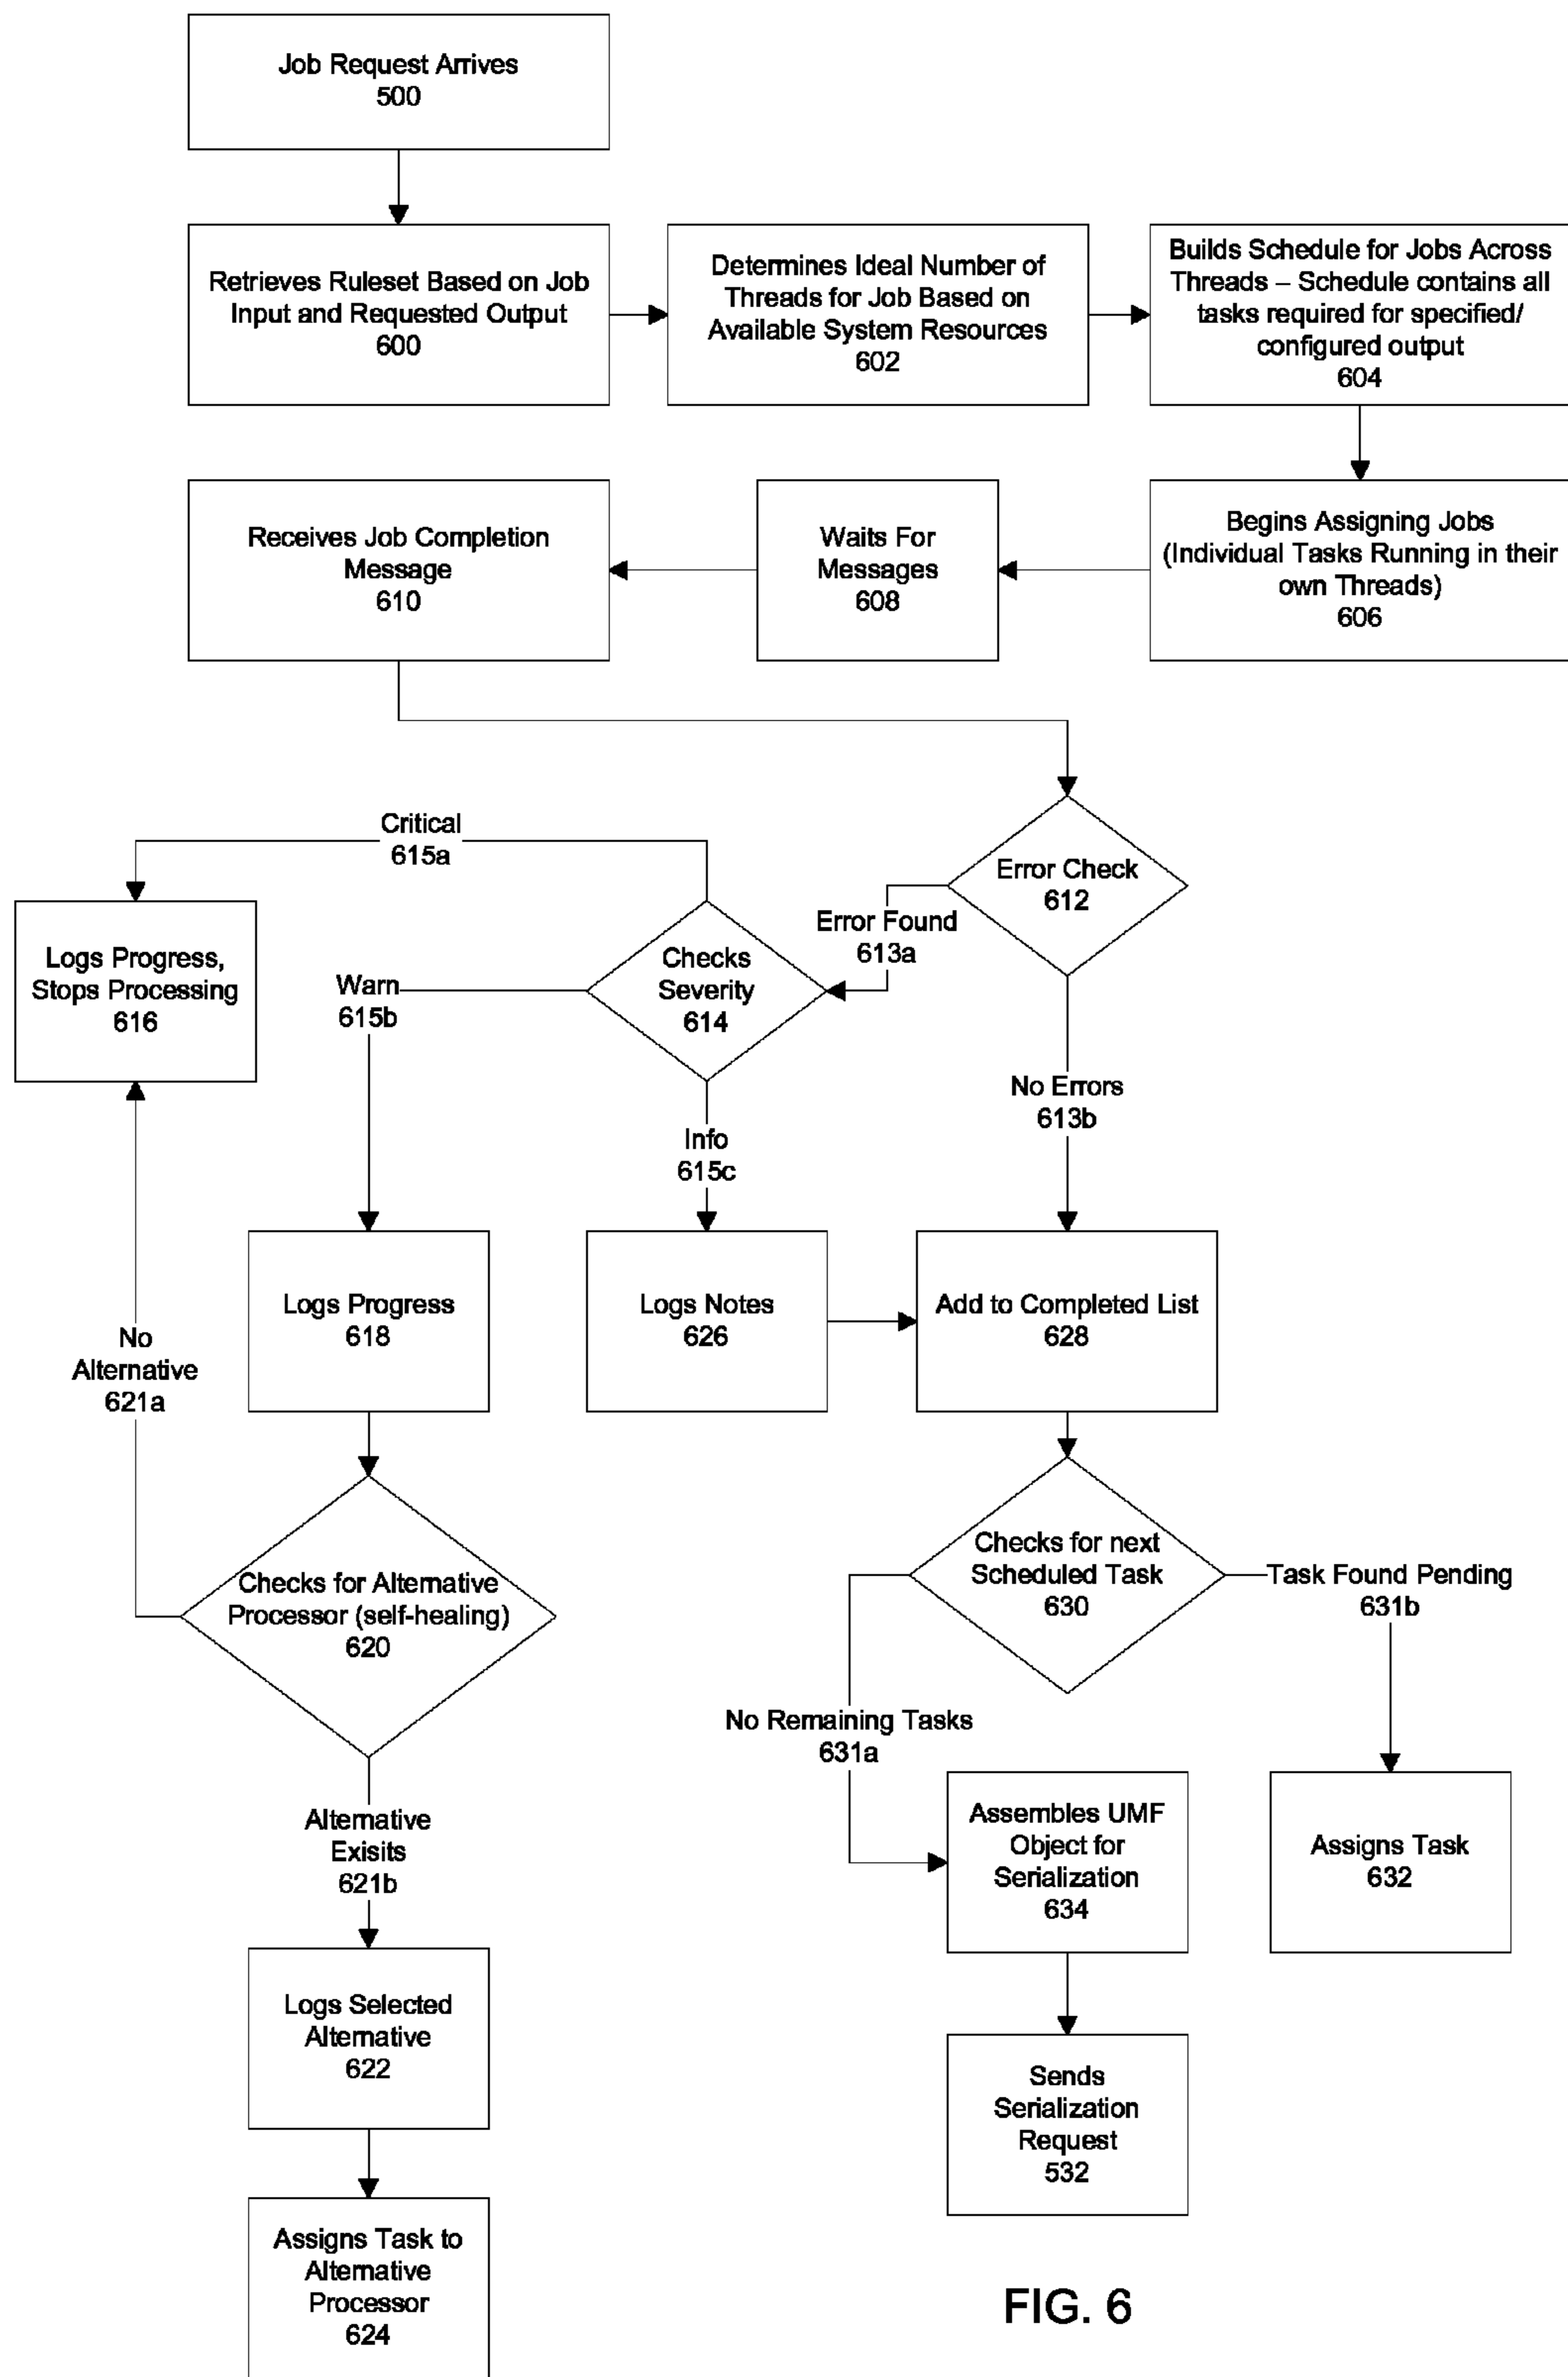 Job Request Arrives
500
Retrieves Ruleset Based on Job
Input and Requested Output
600
Determines Ideal Number of
Threads for Job Based on
Available System Resources
602
Builds Schedule for Jobs Across
Threads – Schedule contains all
tasks required for specified/
configured output
604
Receives Job Completion
Message
610
Waits For
Messages
608
Begins Assigning Jobs
(Individual Tasks Running in their
own Threads)
606
Critical
615a
Error Check
612
Error Found
613a
Logs Progress,
Stops Processing
616
Warn
615b
Checks
Severity
614
No Errors
613b
Info
615c
No
Alternative
621a
Logs Progress
618
Logs Notes
626
Add to Completed List
628
Checks for Alternative
Processor (self-healing)
620
Checks for next
Scheduled Task
630
Task Found Pending
631b
No Remaining Tasks
631a
Alternative
Exisits
621b
Assembles UMF
Object for
Serialization
634
Assigns Task
632
Logs Selected
Alternative
622
Sends
Serialization
Request
532
Assigns Task to
Alternative
Processor
624
FIG. 6